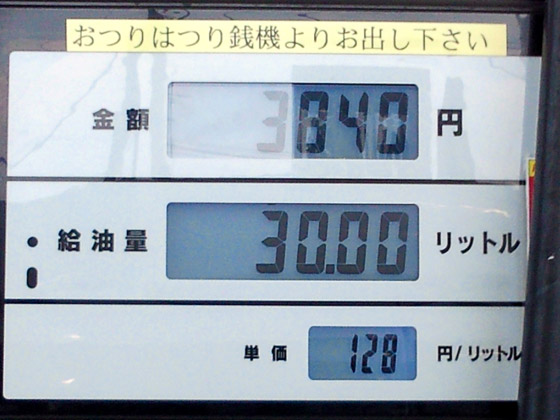 おつりはつり銭機よりお出し下さい
金額 3840 円
給油量 30.00 リットル
単価 128 円/リットル